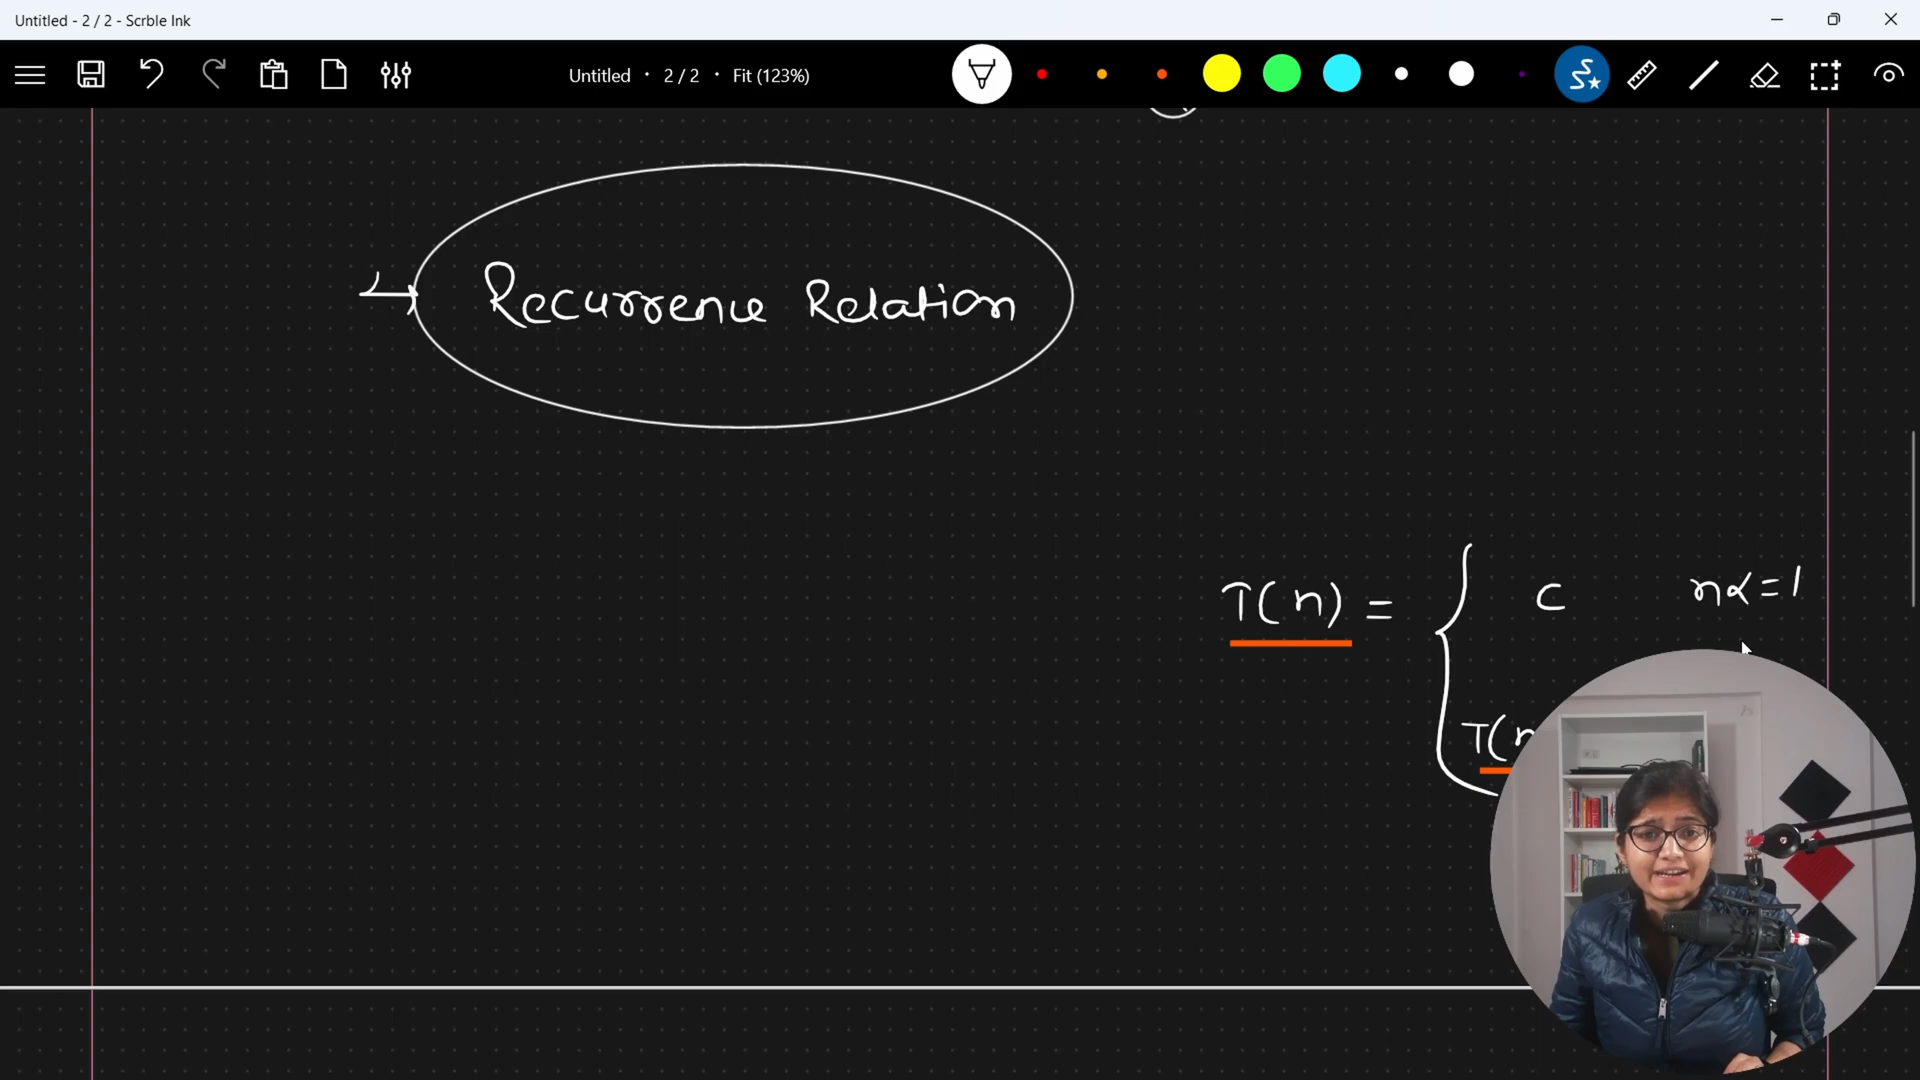 Untitled - 2 / 2 - Scrble Ink
Untitled • 2 / 2 • Fit (123%)
Recurrence Relation
T(n) = { C n<=1
T(n